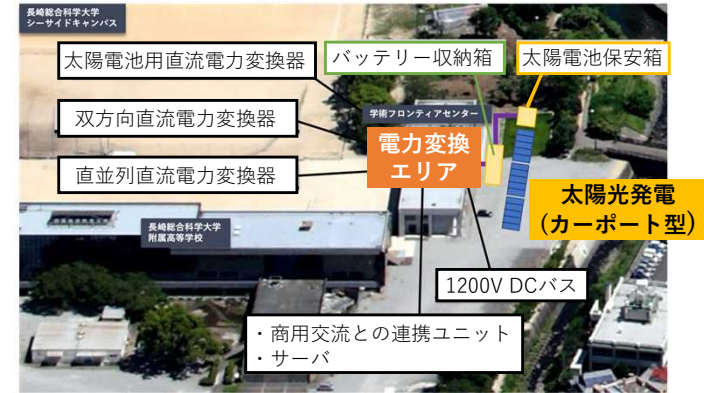 長崎総合科学大学
シーサイドキャンパス
太陽電池用直流電力変換器
バッテリー収納箱
太陽電池保安箱
双方向直流電力変換器
学術フロンティアセンター
電力変換
エリア
直並列直流電力変換器
太陽光発電
(カーポート型)
長崎総合科学大学
附属高等学校
1200V DCバス
・商用交流との連携ユニット
・サーバ